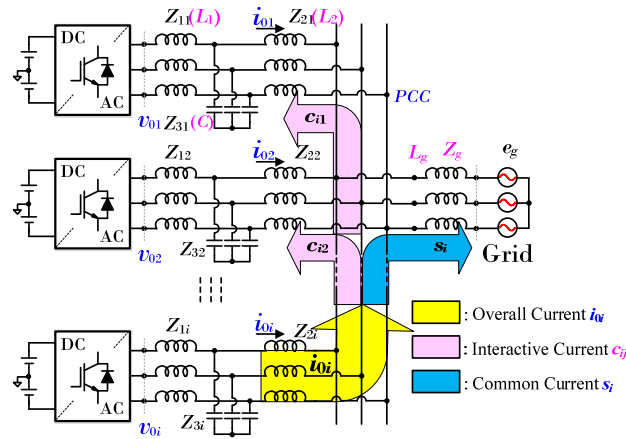 Z11(L1) i01 Z21(L2)
DC
AC
PCC
v01 Z31(C) ci1
Z12 i02 Z22 Lg Zg eg
DC
AC
v02 Z32 ci2 si Grid
Z1i i0i Z2i
: Overall Current i0i
DC
i0i
: Interactive Current cij
AC
: Common Current si
v0i Z3i